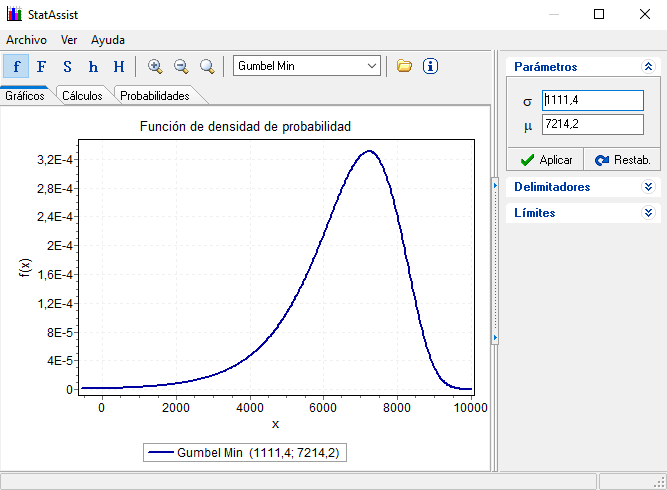 StatAssist
Archivo Ver Ayuda
f F S h H Gumbel Min
Gráficos Cálculos Probabilidades
Función de densidad de probabilidad
3,2E-4
2,8E-4
2,4E-4
2E-4
1,6E-4
1,2E-4
8E-5
4E-5
0
f(x)
0 2000 4000 6000 8000 10000
x
Gumbel Min (1111,4; 7214,2)
Parámetros
σ 1111,4
μ 7214,2
Aplicar Restab.
Delimitadores
Límites